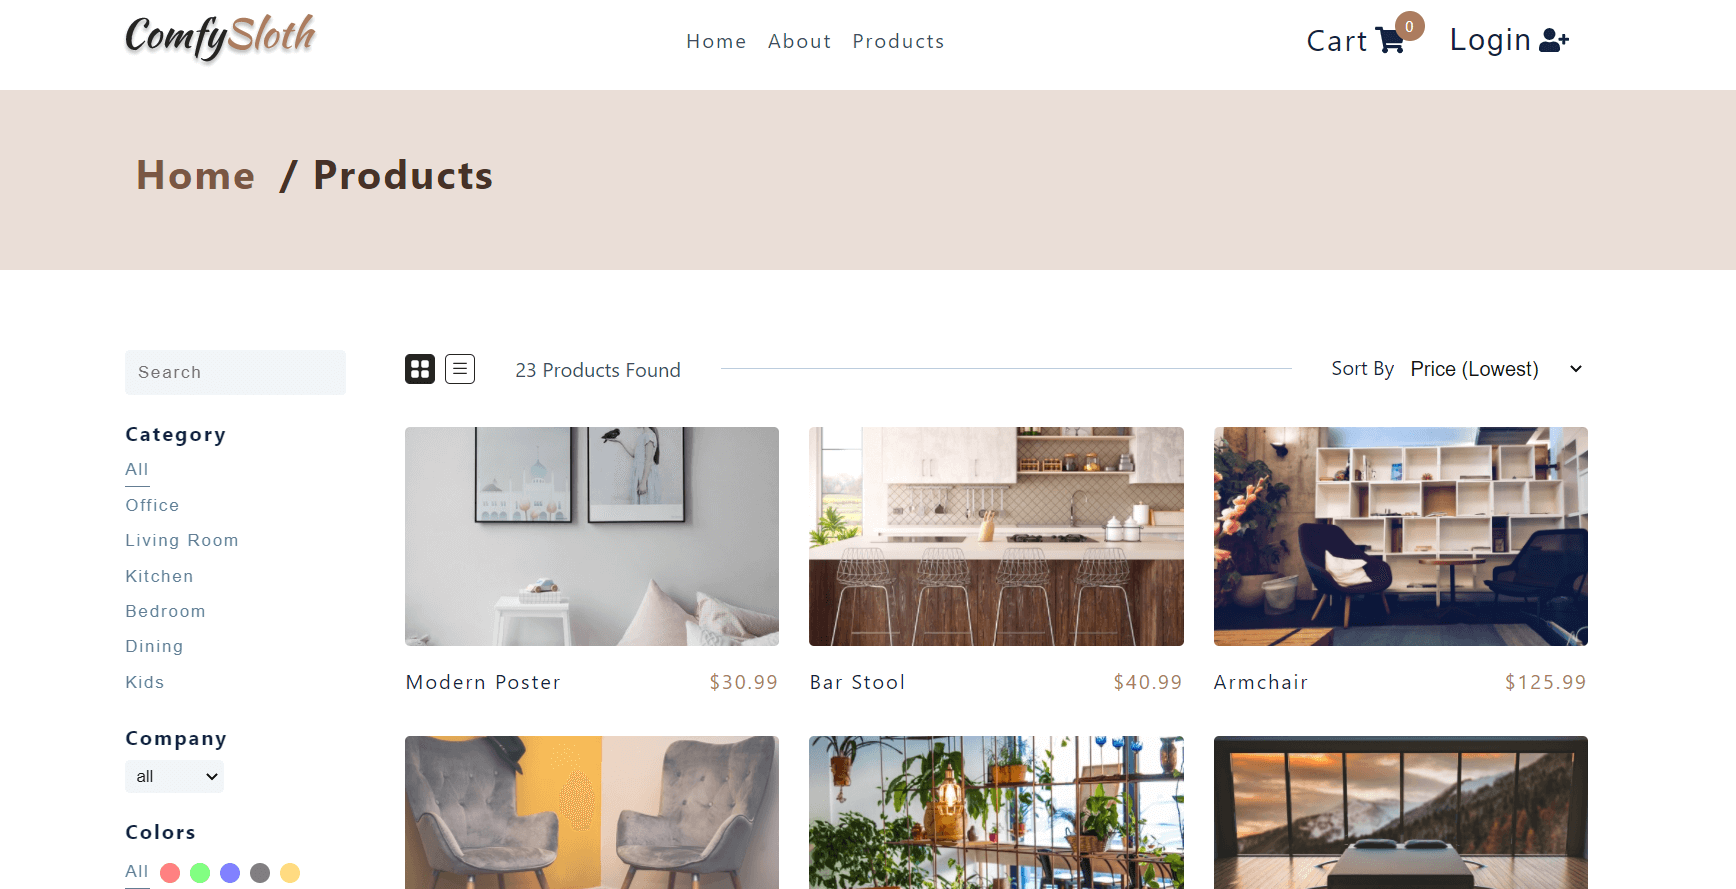 ComfySloth
Home About Products
Cart 0 Login
Home / Products
Search
23 Products Found
Sort By Price (Lowest)
Category
All
Office
Living Room
Kitchen
Bedroom
Dining
Kids
Company
all
Colors
All
Modern Poster $30.99
Bar Stool $40.99
Armchair $125.99